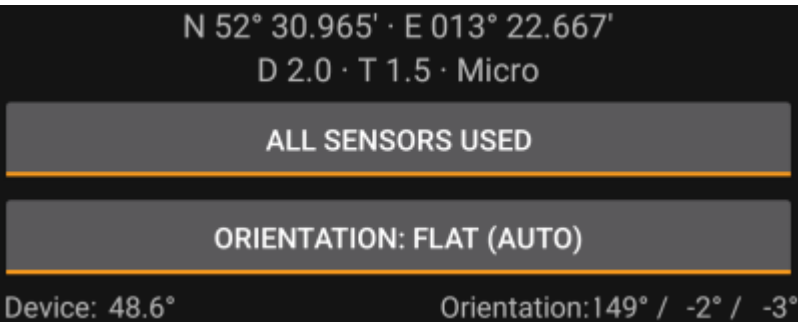 N 52° 30.965' · E 013° 22.667'
D 2.0 · T 1.5 · Micro
ALL SENSORS USED
ORIENTATION: FLAT (AUTO)
Device: 48.6° Orientation:149° / -2° / -3°